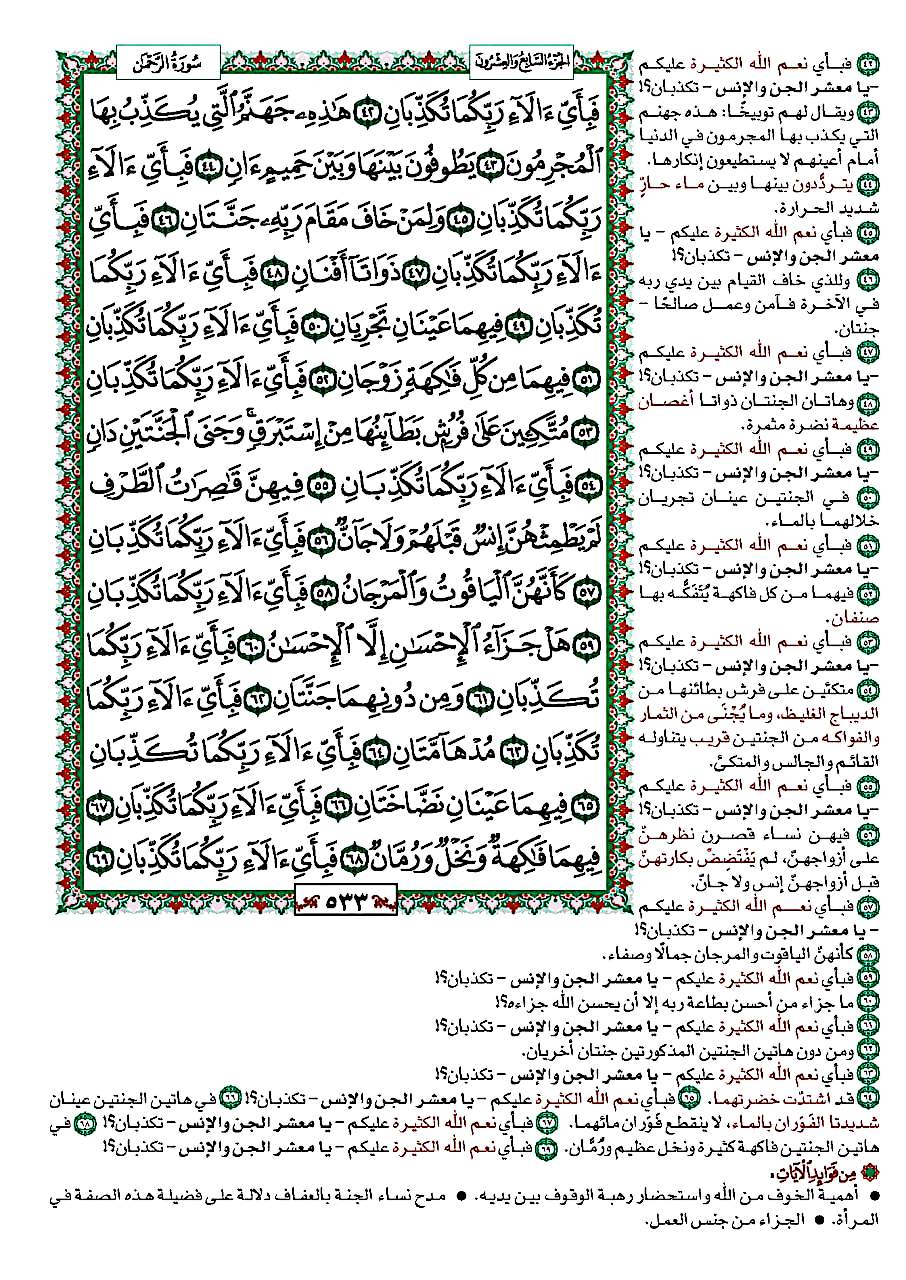 سُورَةُ الرَّحْمَٰن
الجُزْءُ السَّابِعُ وَالعِشْرُون
فَبِأَيِّ ءَالَآءِ رَبِّكُمَا تُكَذِّبَانِ ٤٢ هَٰذِهِۦ جَهَنَّمُ ٱلَّتِي يُكَذِّبُ بِهَا
ٱلْمُجْرِمُونَ ٤٣ يَطُوفُونَ بَيْنَهَا وَبَيْنَ حَمِيمٍ ءَانٍ ٤٤ فَبِأَيِّ ءَالَآءِ
رَبِّكُمَا تُكَذِّبَانِ ٤٥ وَلِمَنْ خَافَ مَقَامَ رَبِّهِۦ جَنَّتَانِ ٤٦ فَبِأَيِّ
ءَالَآءِ رَبِّكُمَا تُكَذِّبَانِ ٤٧ ذَوَاتَآ أَفْنَانٍ ٤٨ فَبِأَيِّ ءَالَآءِ رَبِّكُمَا
تُكَذِّبَانِ ٤٩ فِيهِمَا عَيْنَانِ تَجْرِيَانِ ٥٠ فَبِأَيِّ ءَالَآءِ رَبِّكُمَا تُكَذِّبَانِ
٥١ فِيهِمَا مِن كُلِّ فَٰكِهَةٍ زَوْجَانِ ٥٢ فَبِأَيِّ ءَالَآءِ رَبِّكُمَا تُكَذِّبَانِ
٥٣ مُتَّكِـِٔينَ عَلَىٰ فُرُشٍۭ بَطَآئِنُهَا مِنْ إِسْتَبْرَقٍۚ وَجَنَى ٱلْجَنَّتَيْنِ دَانٍ
٥٤ فَبِأَيِّ ءَالَآءِ رَبِّكُمَا تُكَذِّبَانِ ٥٥ فِيهِنَّ قَٰصِرَٰتُ ٱلطَّرْفِ
لَمْ يَطْمِثْهُنَّ إِنسٌ قَبْلَهُمْ وَلَا جَآنٌّ ٥٦ فَبِأَيِّ ءَالَآءِ رَبِّكُمَا تُكَذِّبَانِ
٥٧ كَأَنَّهُنَّ ٱلْيَاقُوتُ وَٱلْمَرْجَانُ ٥٨ فَبِأَيِّ ءَالَآءِ رَبِّكُمَا تُكَذِّبَانِ
٥٩ هَلْ جَزَآءُ ٱلْإِحْسَٰنِ إِلَّا ٱلْإِحْسَٰنُ ٦٠ فَبِأَيِّ ءَالَآءِ رَبِّكُمَا
تُكَذِّبَانِ ٦١ وَمِن دُونِهِمَا جَنَّتَانِ ٦٢ فَبِأَيِّ ءَالَآءِ رَبِّكُمَا
تُكَذِّبَانِ ٦٣ مُدْهَآمَّتَانِ ٦٤ فَبِأَيِّ ءَالَآءِ رَبِّكُمَا تُكَذِّبَانِ
٦٥ فِيهِمَا عَيْنَانِ نَضَّاخَتَانِ ٦٦ فَبِأَيِّ ءَالَآءِ رَبِّكُمَا تُكَذِّبَانِ ٦٧
فِيهِمَا فَٰكِهَةٌ وَنَخْلٌ وَرُمَّانٌ ٦٨ فَبِأَيِّ ءَالَآءِ رَبِّكُمَا تُكَذِّبَانِ ٦٩
٥٣٣
٤٢ فبأي نعم الله الكثيرة عليكم
-يا معشر الجن والإنس - تكذبان؟!
٤٣ ويقال لهم توبيخًا: هذه جهنم
التي يكذب بها المجرمون في الدنيا
أمام أعينهم لا يستطيعون إنكارها.
٤٤ يتردَّدون بينها وبين ماء حارّ
شديد الحرارة.
٤٥ فبأي نعم الله الكثيرة عليكم - يا
معشر الجن والإنس - تكذبان؟!
٤٦ وللذي خاف القيام بين يدي ربه
في الآخرة فآمن وعمل صالحًا -
جنتان.
٤٧ فبأي نعم الله الكثيرة عليكم
-يا معشر الجن والإنس - تكذبان؟!
٤٨ وهاتان الجنتان ذواتا أغصان
عظيمة نضرة مثمرة.
٤٩ فبأي نعم الله الكثيرة عليكم
-يا معشر الجن والإنس - تكذبان؟!
٥٠ في الجنتين عينان تجريان
خلالهما بالماء.
٥١ فبأي نعم الله الكثيرة عليكم
-يا معشر الجن والإنس - تكذبان؟!
٥٢ فيهما من كل فاكهة يُتَفَكَّه بها
صنفان.
٥٣ فبأي نعم الله الكثيرة عليكم
-يا معشر الجن والإنس - تكذبان؟!
٥٤ متكئين على فرش بطائنها من
الديباج الغليظ، وما يُجْنَى من الثمار
والفواكه من الجنتين قريب يتناوله
القائم والجالس والمتكئ.
٥٥ فبأي نعم الله الكثيرة عليكم
-يا معشر الجن والإنس - تكذبان؟!
٥٦ فيهن نساء قصرن نظرهنّ
على أزواجهنّ، لم يَفْتَضِضْ بكارتهنّ
قبل أزواجهنّ إنس ولا جانّ.
٥٧ فبأي نعم الله الكثيرة عليكم
- يا معشر الجن والإنس - تكذبان؟!
٥٨ كأنهنّ الياقوت والمرجان جمالًا وصفاء.
٥٩ فبأي نعم الله الكثيرة عليكم - يا معشر الجن والإنس - تكذبان؟!
٦٠ ما جزاء من أحسن بطاعة ربه إلا أن يحسن الله جزاءه؟!
٦١ فبأي نعم الله الكثيرة عليكم - يا معشر الجن والإنس - تكذبان؟!
٦٢ ومن دون هاتين الجنتين المذكورتين جنتان أخريان.
٦٣ فبأي نعم الله الكثيرة عليكم - يا معشر الجن والإنس - تكذبان؟!
٦٤ قد اشتدّت خضرتهما. ٦٥ فبأي نعم الله الكثيرة عليكم - يا معشر الجن والإنس - تكذبان؟! ٦٦ في هاتين الجنتين عينان
شديدتا الفَوَران بالماء، لا ينقطع فَوَران مائهما. ٦٧ فبأي نعم الله الكثيرة عليكم - يا معشر الجن والإنس - تكذبان؟! ٦٨ في
هاتين الجنتين فاكهة كثيرة ونخل عظيم ورُمَّان. ٦٩ فبأي نعم الله الكثيرة عليكم - يا معشر الجن والإنس - تكذبان؟!
مِن فَوَائِدِ الآيَاتِ .
• أهمية الخوف من الله واستحضار رهبة الوقوف بين يديه. • مدح نساء الجنة بالعفاف دلالة على فضيلة هذه الصفة في
المرأة. • الجزاء من جنس العمل.